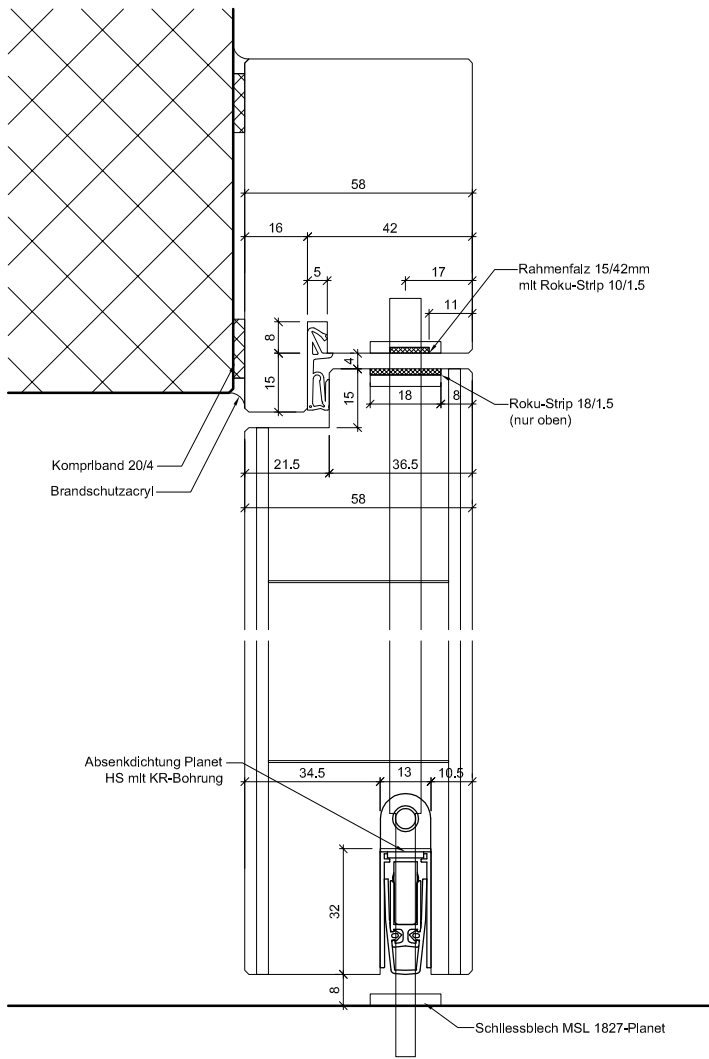 58
16
42
5
17
11
8
4
15
15
18
8
Rahmenfalz 15/42mm
mit Roku-Strip 10/1.5
Roku-Strip 18/1.5
(nur oben)
Kompriband 20/4
Brandschutzacryl
21.5
36.5
58
Absenkdichtung Planet
HS mit KR-Bohrung
34.5
13
10.5
32
8
Schliessblech MSL 1827-Planet